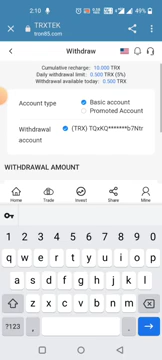 2:10
49%
TRXTEK
tron85.com
Withdraw
Cumulative recharge: 10.000 TRX
Daily withdrawal limit: 0.500 TRX (5%)
Withdrawal available today: 0.500 TRX
Account type
Basic account
Promoted Account
Withdrawal account
(TRX) TQxKQ*******b7Ntr
WITHDRAWAL AMOUNT
Home
Trade
Invest
Share
Mine
1 2 3 4 5 6 7 8 9 0
q w e r t y u i o p
a s d f g h j k l
z x c v b n m
?123 , .